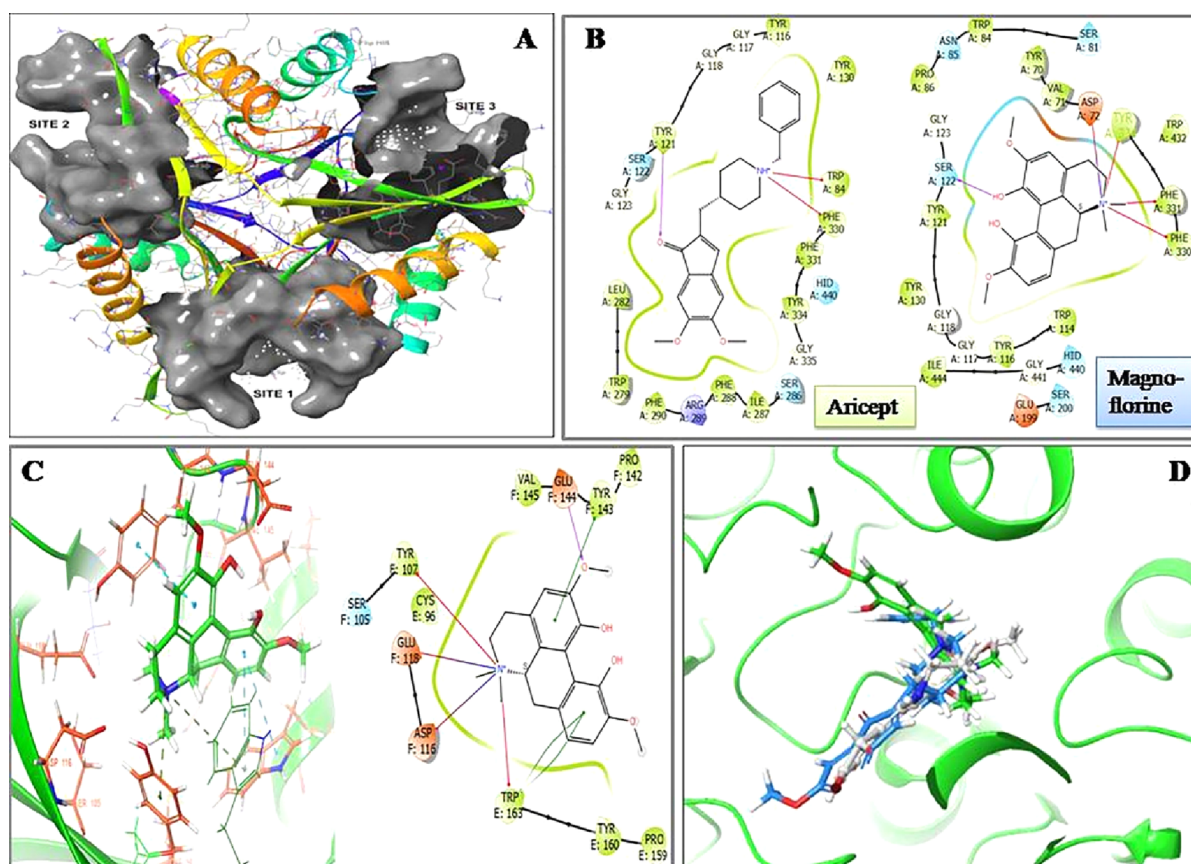 A
SITE 2
SITE 3
SITE 1
B
TYR
A: 116
GLY
A: 117
GLY
A: 118
TYR
A: 130
TYR
A: 121
SER
A: 122
GLY
A: 123
NH+
TRP
A: 84
PHE
A: 330
PHE
A: 331
HID
A: 440
O
LEU
A: 282
TYR
A: 334
GLY
A: 335
O
O
TRP
A: 279
PHE
A: 290
ARG
A: 289
PHE
A: 288
ILE
A: 287
SER
A: 286
Aricept
TRP
A: 84
SER
A: 81
ASN
A: 85
PRO
A: 86
TYR
A: 70
VAL
A: 71
ASP
A: 72
TYR
TRP
A: 432
GLY
A: 123
SER
A: 122
O
HO
S
N+
PHE
A: 331
TYR
A: 121
HO
PHE
A: 330
O
TYR
A: 130
GLY
A: 118
TRP
A: 114
GLY
A: 117
TYR
A: 116
ILE
A: 444
GLY
A: 441
HID
A: 440
GLU
A: 199
SER
A: 200
Magno-
florine
C
PRO
F: 142
VAL
F: 145
GLU
F: 144
TYR
F: 143
TYR
E: 107
SER
F: 105
CYS
E: 96
GLU
F: 118
O
OH
N+
S
OH
ASP
F: 116
O
TRP
E: 163
TYR
E: 160
PRO
E: 159
D